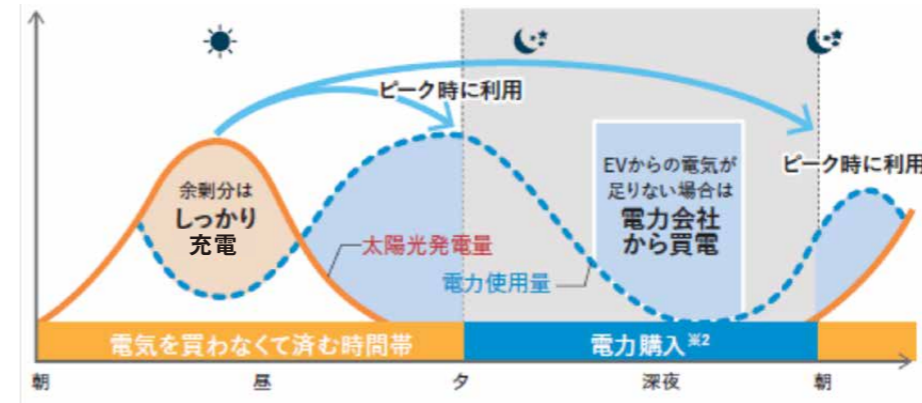 ピーク時に利用
余剰分は
しっかり
充電
EVからの電気が
足りない場合は
電力会社
から買電
ピーク時に利用
太陽光発電量
電力使用量
電気を買わなくて済む時間帯
電力購入※2
朝
昼
夕
深夜
朝